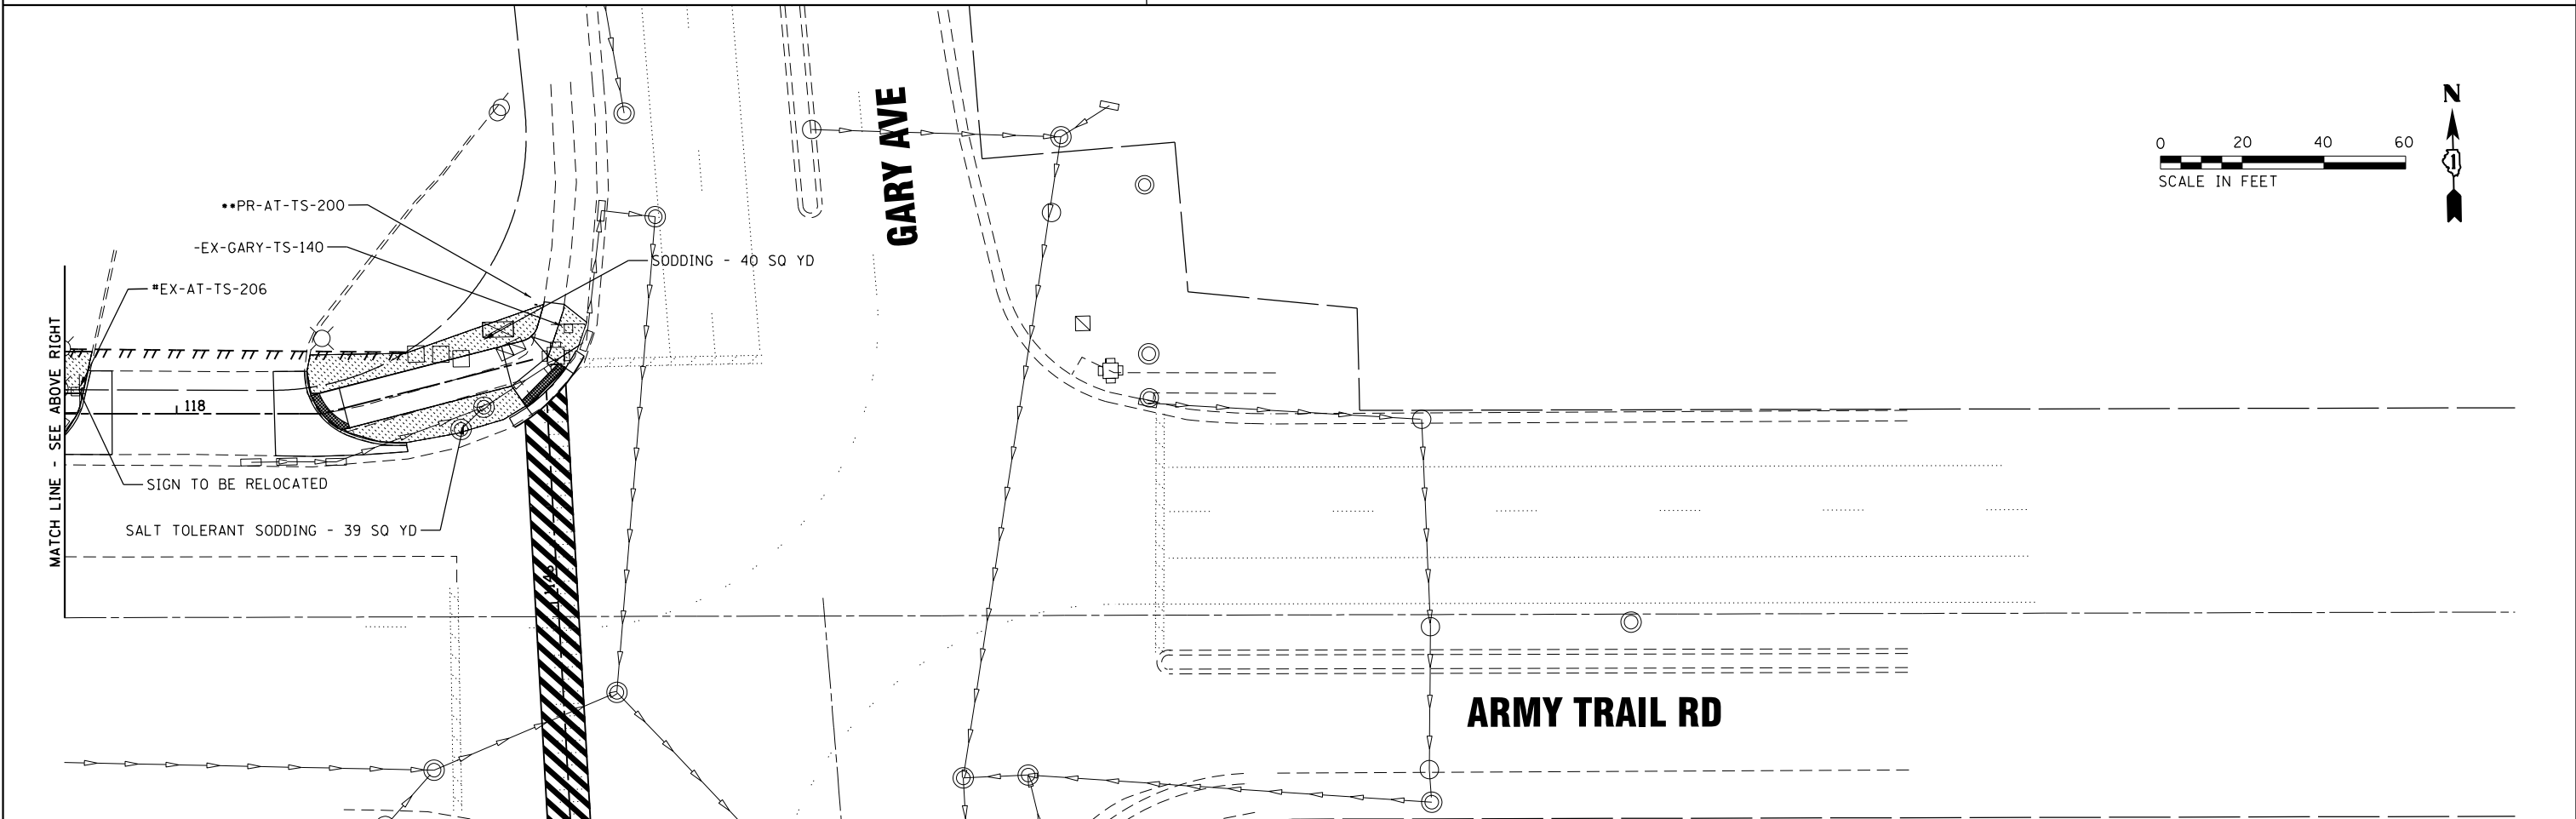 GARY AVE
N
0 20 40 60
SCALE IN FEET
1
**PR-AT-TS-200
-EX-GARY-TS-140
SODDING - 40 SQ YD
#EX-AT-TS-206
MATCH LINE - SEE ABOVE RIGHT
118
SIGN TO BE RELOCATED
SALT TOLERANT SODDING - 39 SQ YD
ARMY TRAIL RD